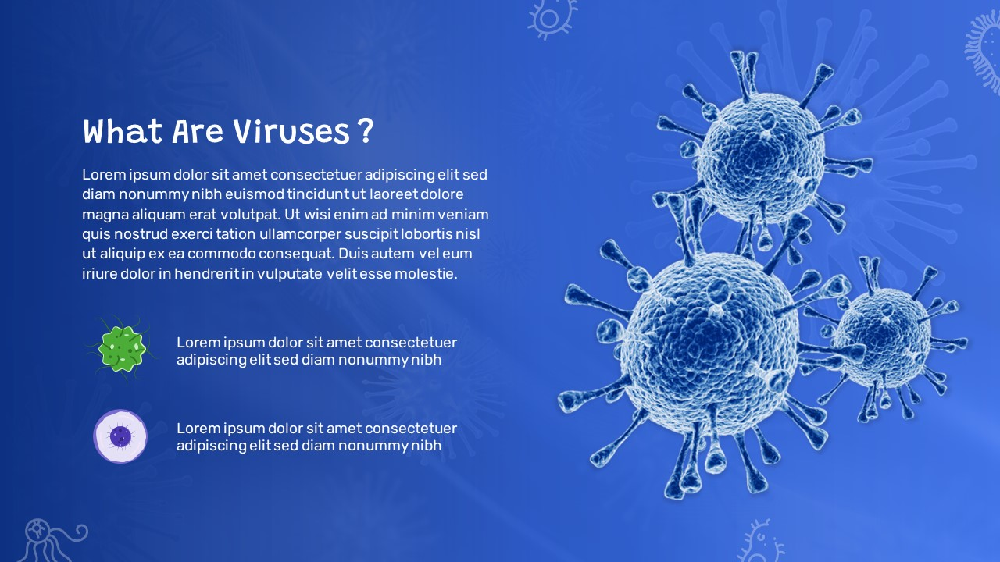 What Are Viruses ?
Lorem ipsum dolor sit amet consectetuer adipiscing elit sed
diam nonummy nibh euismod tincidunt ut laoreet dolore
magna aliquam erat volutpat. Ut wisi enim ad minim veniam
quis nostrud exerci tation ullamcorper suscipit lobortis nisl
ut aliquip ex ea commodo consequat. Duis autem vel eum
iriure dolor in hendrerit in vulputate velit esse molestie.
Lorem ipsum dolor sit amet consectetuer
adipiscing elit sed diam nonummy nibh
Lorem ipsum dolor sit amet consectetuer
adipiscing elit sed diam nonummy nibh